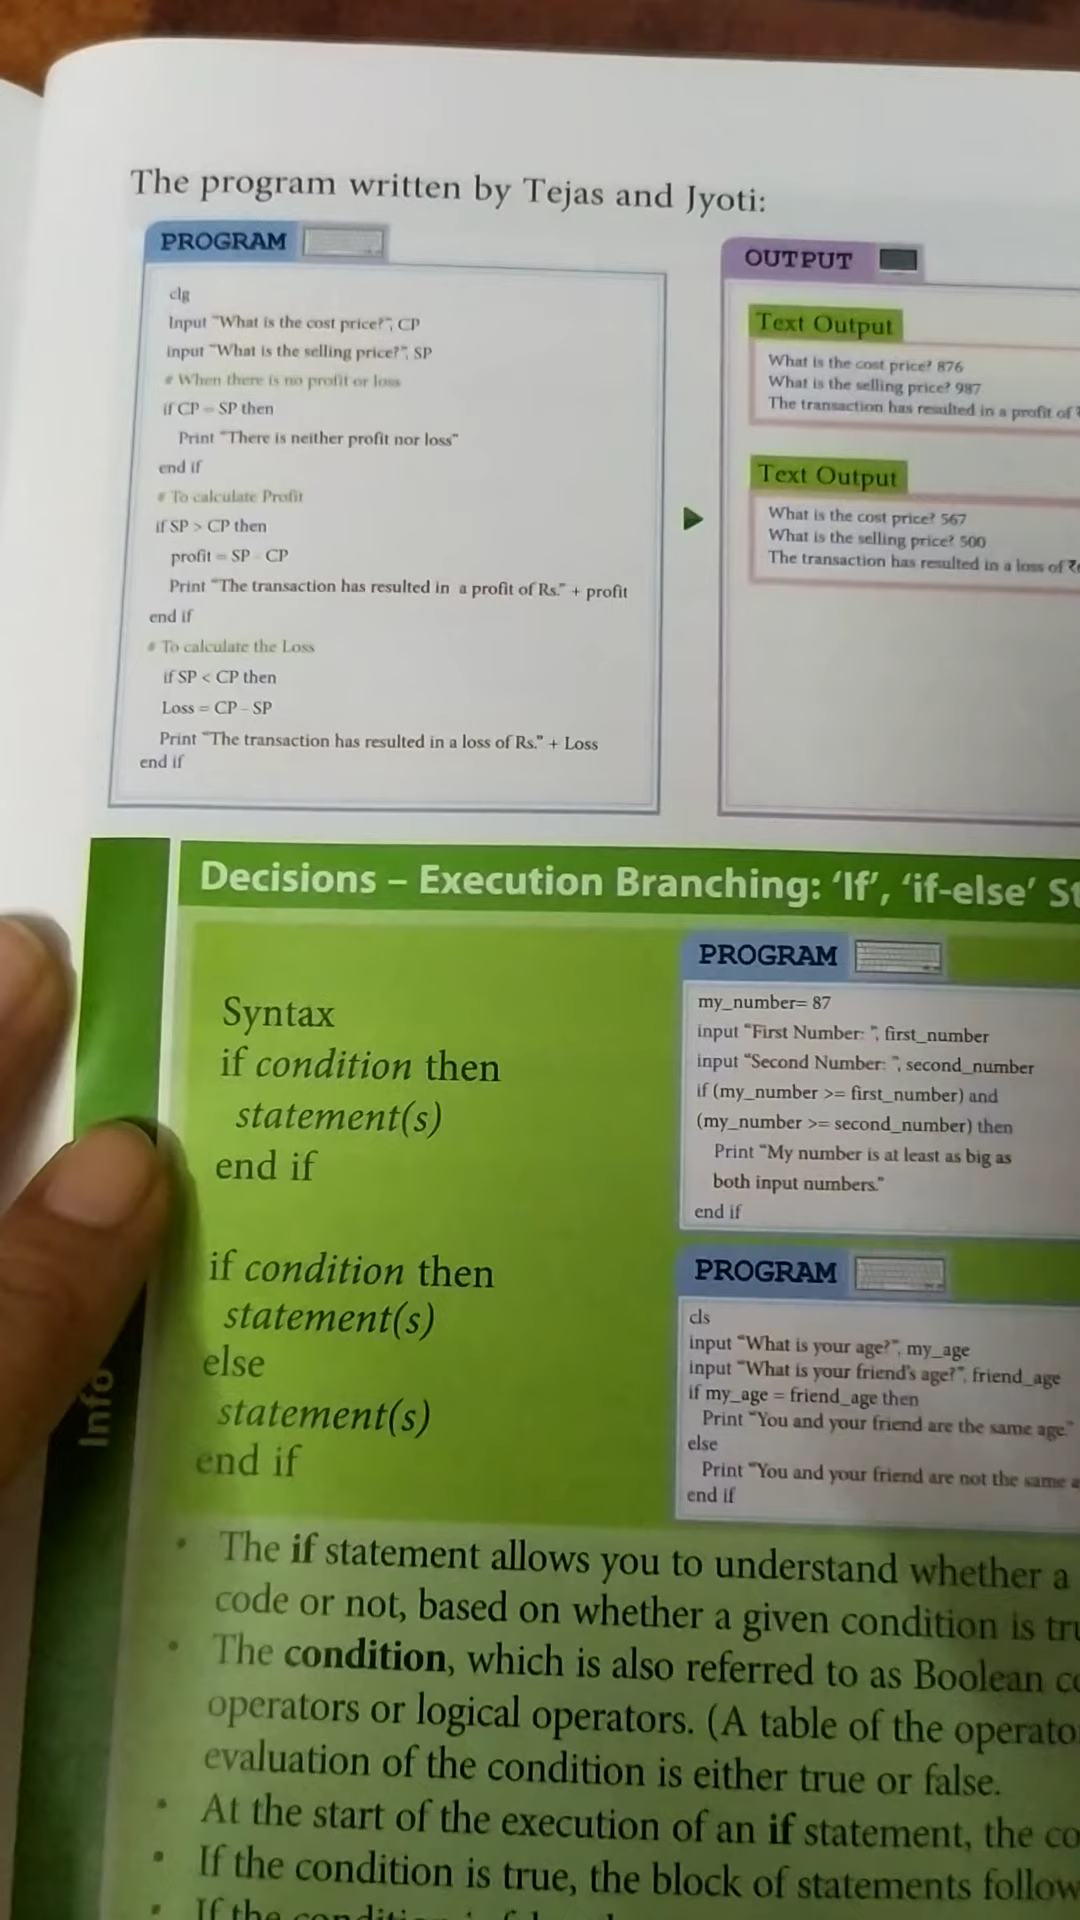 The program written by Tejas and Jyoti:
PROGRAM
clg
Input "What is the cost price?", CP
input "What is the selling price?", SP
# When there is no profit or loss
if CP = SP then
Print "There is neither profit nor loss"
end if
# To calculate Profit
if SP > CP then
profit = SP - CP
Print "The transaction has resulted in a profit of Rs." + profit
end if
# To calculate the Loss
if SP < CP then
Loss = CP - SP
Print "The transaction has resulted in a loss of Rs." + Loss
end if
OUTPUT
Text Output
What is the cost price? 876
What is the selling price? 987
The transaction has resulted in a profit of
Text Output
What is the cost price? 567
What is the selling price? 500
The transaction has resulted in a loss of ₹
Decisions – Execution Branching: 'If', 'if-else'
Syntax
if condition then
statement(s)
end if
if condition then
statement(s)
else
statement(s)
end if
PROGRAM
my_number= 87
input "First Number: ", first_number
input "Second Number: ", second_number
if (my_number >= first_number) and
(my_number >= second_number) then
Print "My number is at least as big as
both input numbers."
end if
PROGRAM
cls
input "What is your age?", my_age
input "What is your friend's age?", friend_age
if my_age = friend_age then
Print "You and your friend are the same age."
else
Print "You and your friend are not the same
end if
Info
• The if statement allows you to understand whether a
code or not, based on whether a given condition is
• The condition, which is also referred to as Boolean
operators or logical operators. (A table of the
evaluation of the condition is either true or false.
• At the start of the execution of an if statement, the
• If the condition is true, the block of statements
• If the